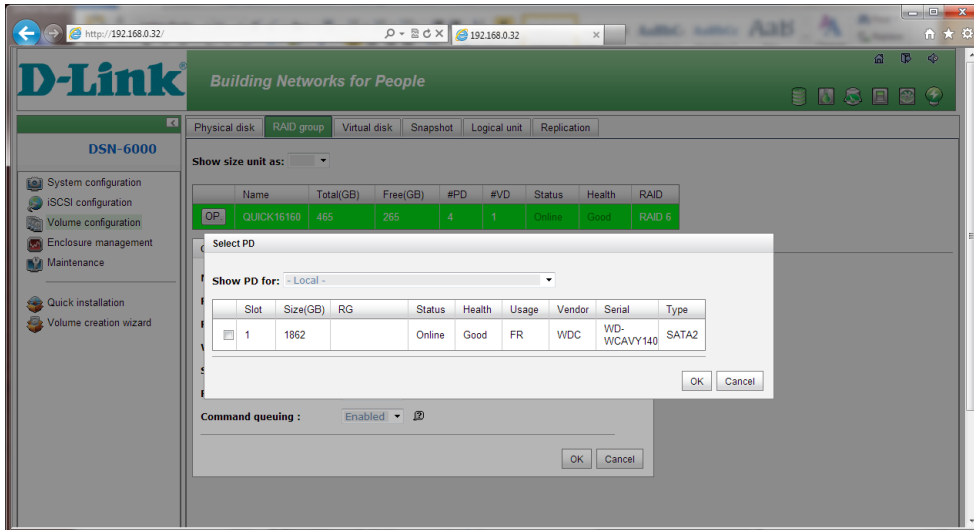 http://192.168.0.32/
192.168.0.32
D-Link
Building Networks for People
DSN-6000
System configuration
iSCSI configuration
Volume configuration
Enclosure management
Maintenance
Quick installation
Volume creation wizard
Physical disk RAID group Virtual disk Snapshot Logical unit Replication
Show size unit as:
Name Total(GB) Free(GB) #PD #VD Status Health RAID
OP. QUICK16160 465 265 4 1 Online Good RAID 6
Select PD
Show PD for: - Local -
Slot Size(GB) RG Status Health Usage Vendor Serial Type
1 1862 Online Good FR WDC WD-WCAVY140 SATA2
OK Cancel
Command queuing : Enabled
OK Cancel